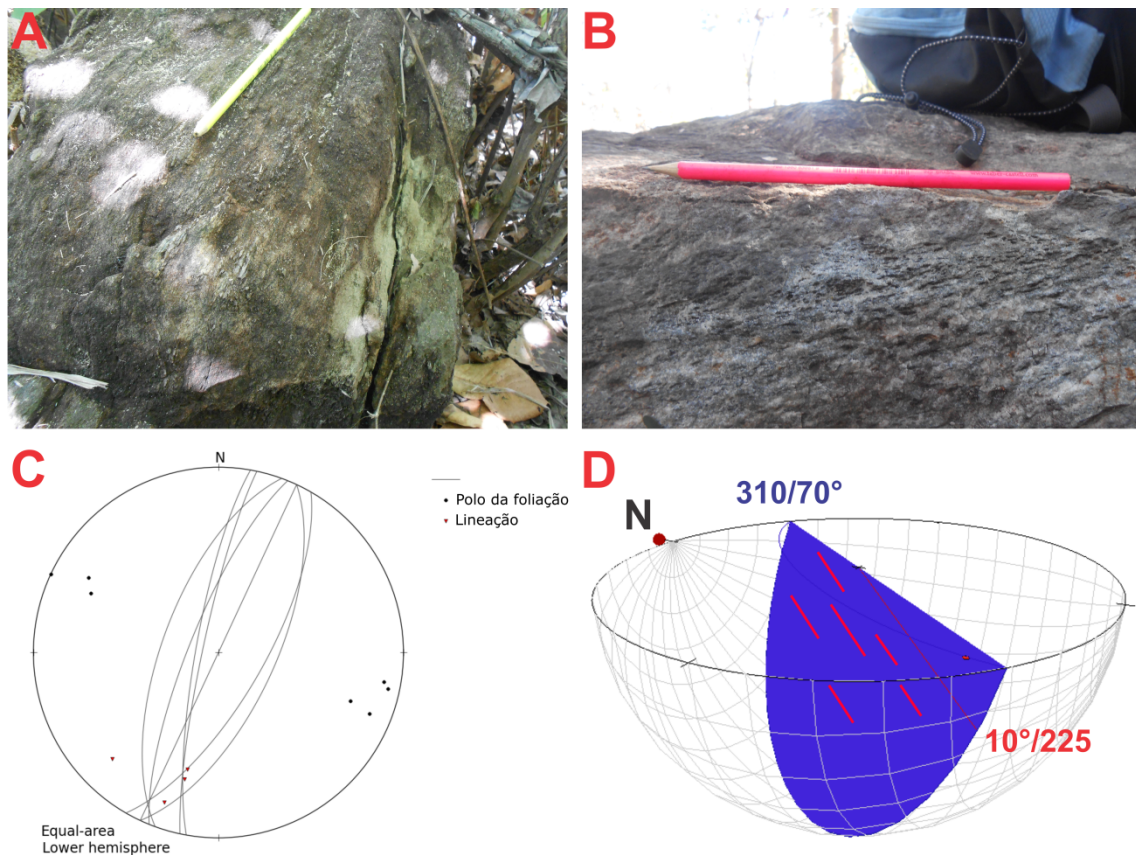 A
B
C
N
Polo da foliação
Lineação
Equal-area
Lower hemisphere
D
310/70°
N
10°/225